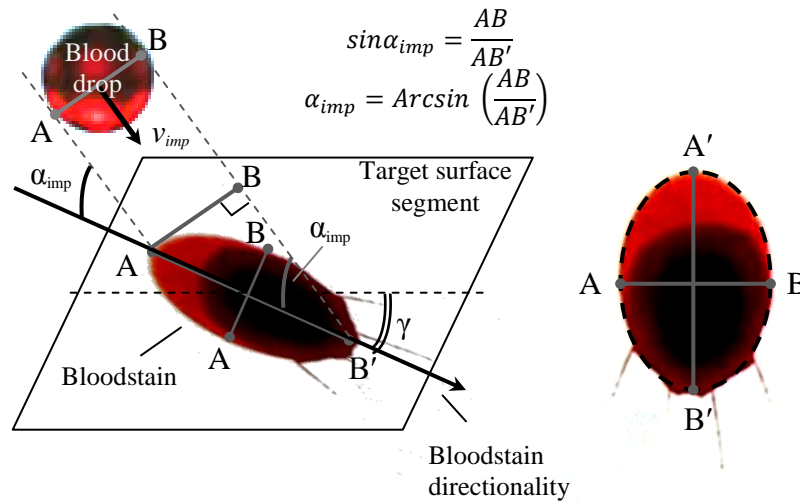 Blood
drop
B
A
v_imp
sinα_imp = AB / AB′
α_imp = Arcsin (AB / AB′)
α_imp
B
Target surface
segment
A
B
α_imp
A
B′
γ
Bloodstain
Bloodstain
directionality
A′
A
B
B′